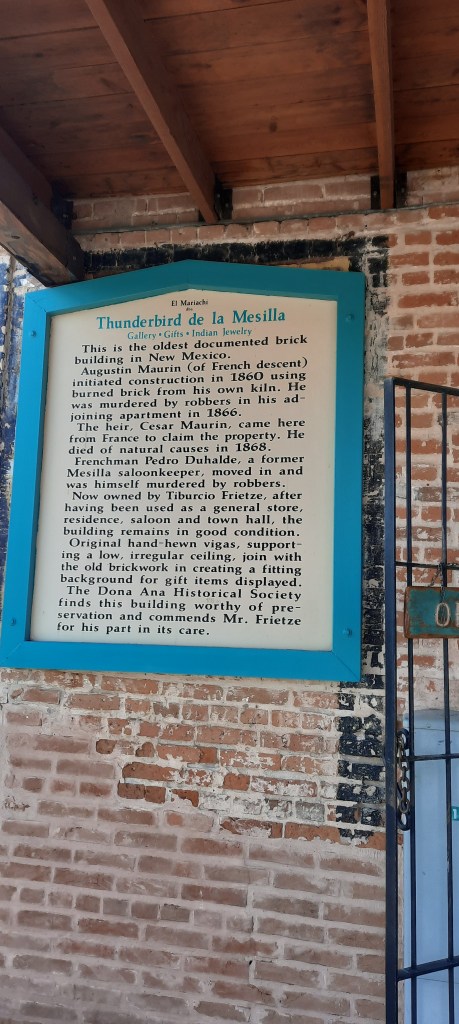 El Mariachi
Thunderbird de la Mesilla
Gallery • Gifts • Indian Jewelry
This is the oldest documented brick
building in New Mexico.
Augustin Maurin (of French descent)
initiated construction in 1860 using
burned brick from his own kiln. He
was murdered by robbers in his ad-
joining apartment in 1866.
The heir, Cesar Maurin, came here
from France to claim the property. He
died of natural causes in 1868.
Frenchman Pedro Duhalde, a former
Mesilla saloonkeeper, moved in and
was himself murdered by robbers.
Now owned by Tiburcio Frietze, after
having been used as a general store,
residence, saloon and town hall, the
building remains in good condition.
Original hand-hewn vigas, support-
ing a low, irregular ceiling, join with
the old brickwork in creating a fitting
background for gift items displayed.
The Dona Ana Historical Society
finds this building worthy of pre-
servation and commends Mr. Frietze
for his part in its care.